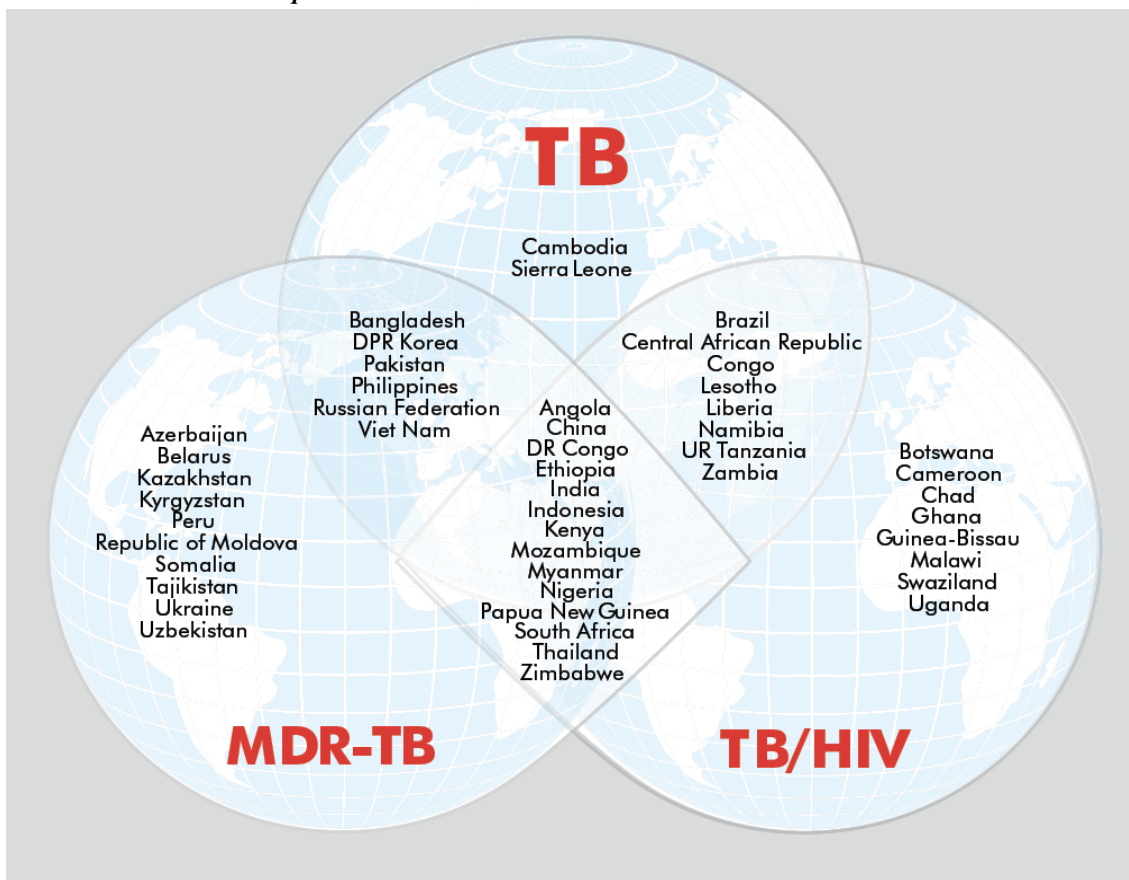 TB
Cambodia
Sierra Leone
Bangladesh
DPR Korea
Pakistan
Philippines
Russian Federation
Viet Nam
Brazil
Central African Republic
Congo
Lesotho
Liberia
Namibia
UR Tanzania
Zambia
Angola
China
DR Congo
Ethiopia
India
Indonesia
Kenya
Mozambique
Myanmar
Nigeria
Papua New Guinea
South Africa
Thailand
Zimbabwe
Azerbaijan
Belarus
Kazakhstan
Kyrgyzstan
Peru
Republic of Moldova
Somalia
Tajikistan
Ukraine
Uzbekistan
Botswana
Cameroon
Chad
Ghana
Guinea-Bissau
Malawi
Swaziland
Uganda
MDR-TB
TB/HIV